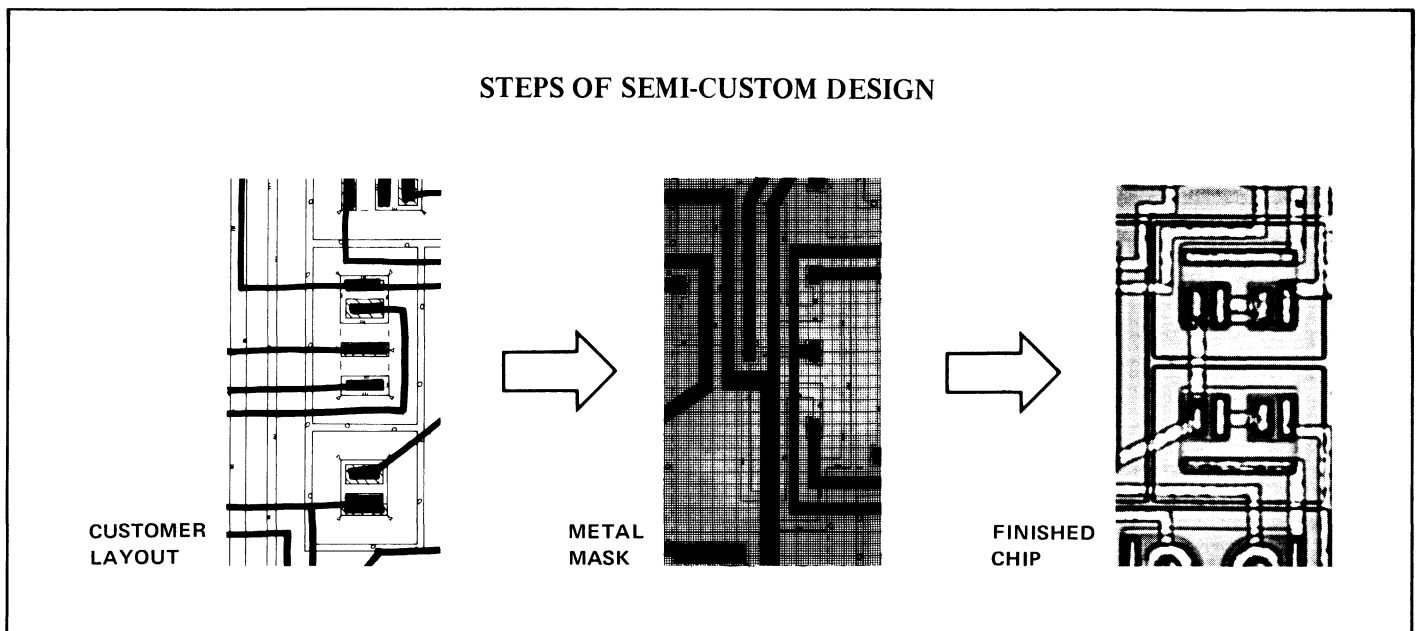 STEPS OF SEMI-CUSTOM DESIGN
CUSTOMER
LAYOUT
METAL
MASK
FINISHED
CHIP